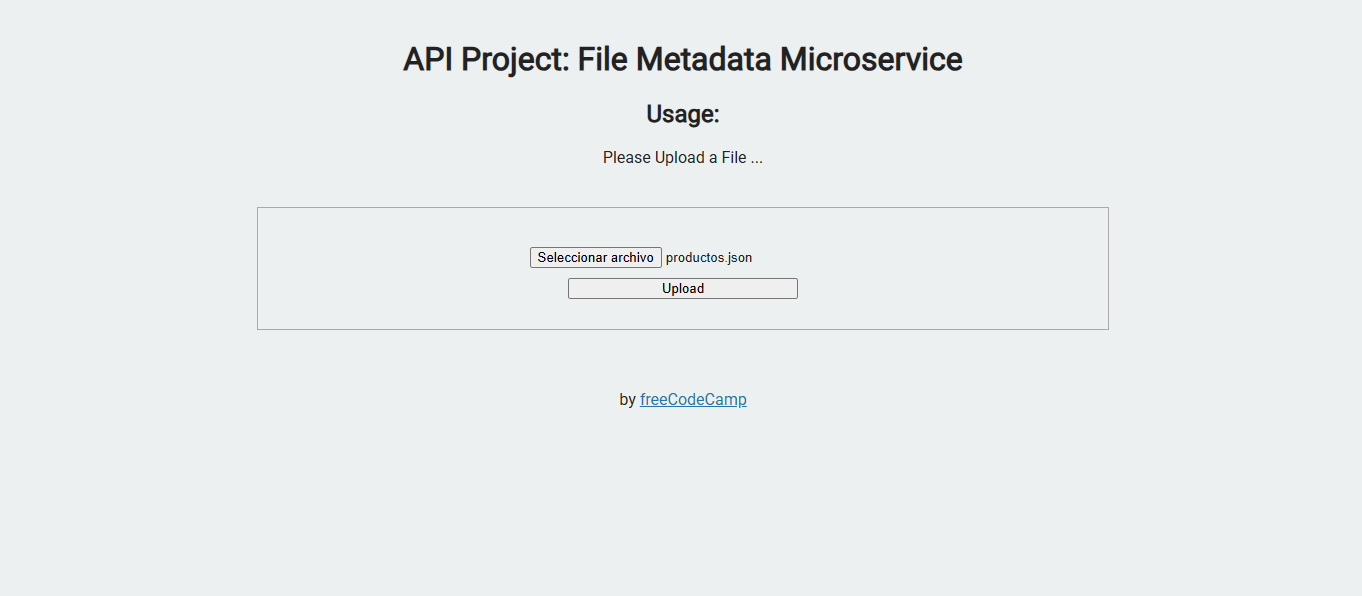 API Project: File Metadata Microservice
Usage:
Please Upload a File ...
Seleccionar archivo productos.json
Upload
by freeCodeCamp